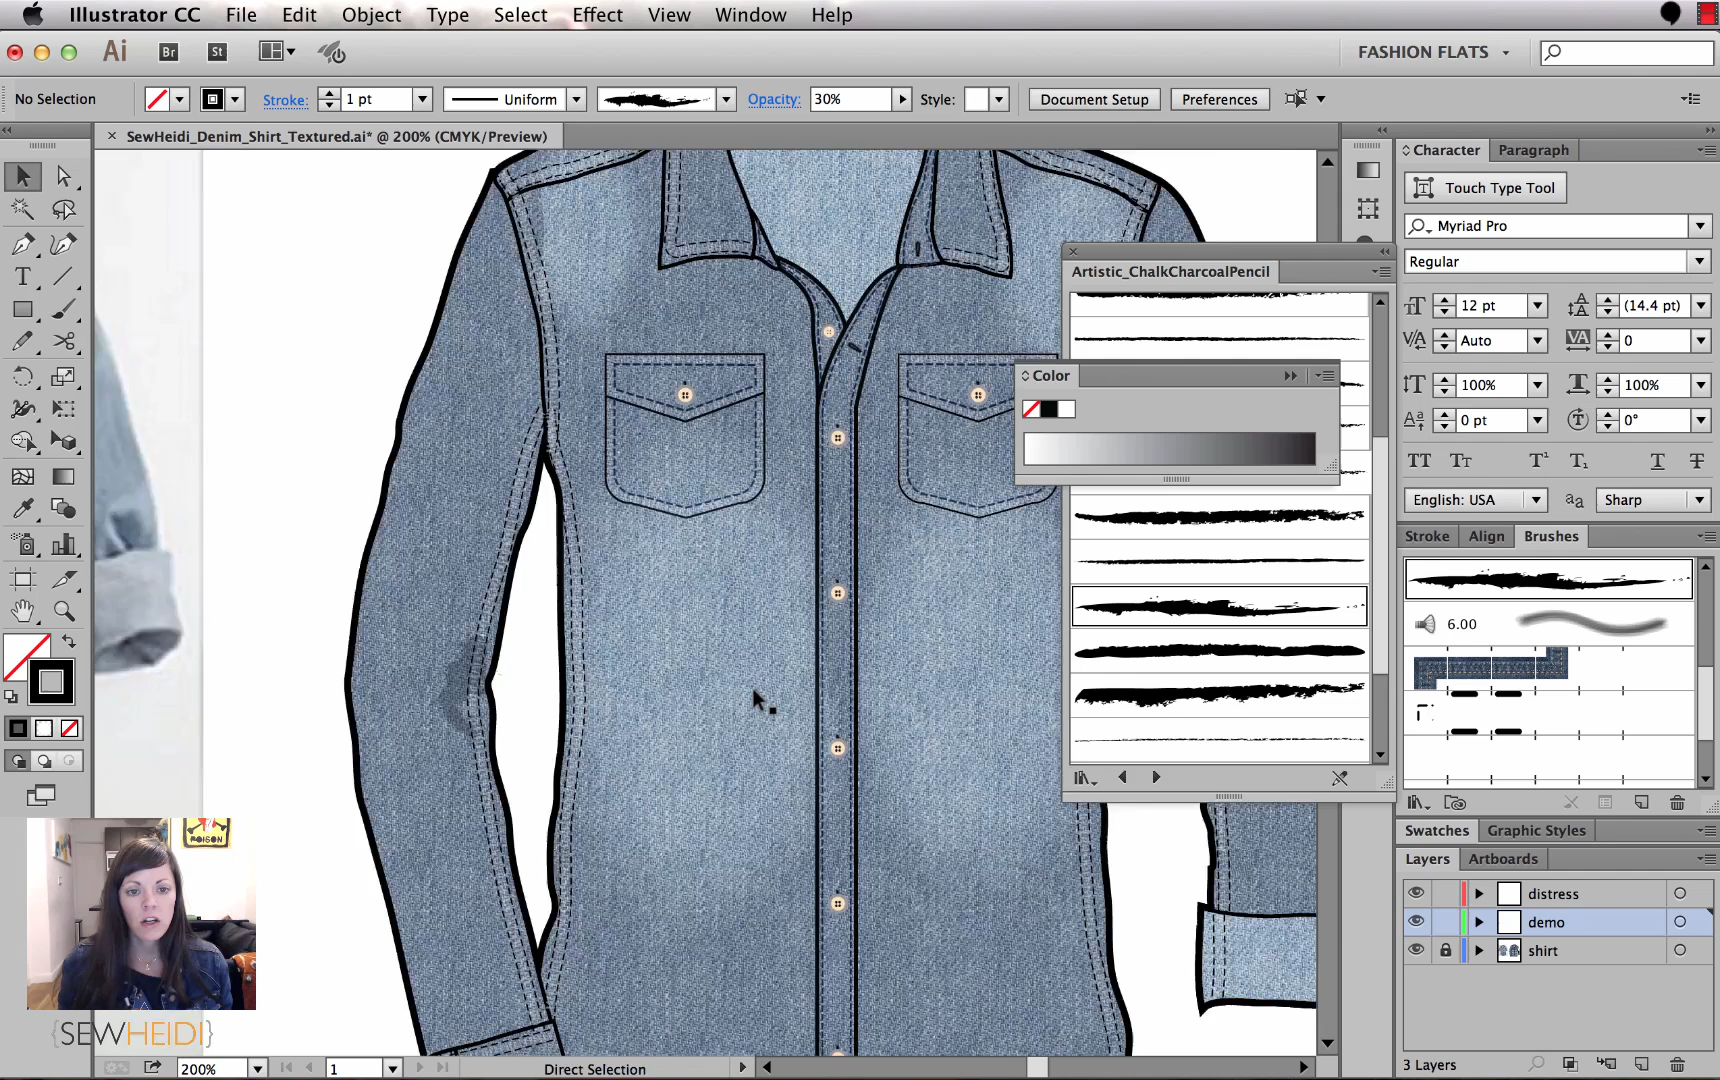 Illustrator CC File Edit Object Type Select Effect View Window Help
Ai Br St FASHION FLATS
No Selection Stroke: 1 pt Uniform Opacity: 30% Style: Document Setup Preferences
× SewHeidi_Denim_Shirt_Textured.ai* @ 200% (CMYK/Preview)
Character Paragraph
Touch Type Tool
Myriad Pro
Regular
12 pt (14.4 pt)
Auto 0
100% 100%
0 pt 0°
English: USA aa Sharp
Artistic_ChalkCharcoalPencil
Color
Stroke Align Brushes
6.00
Swatches Graphic Styles
Layers Artboards
distress
demo
shirt
3 Layers
POISON
{SEWHEIDI}
200% 1 Direct Selection